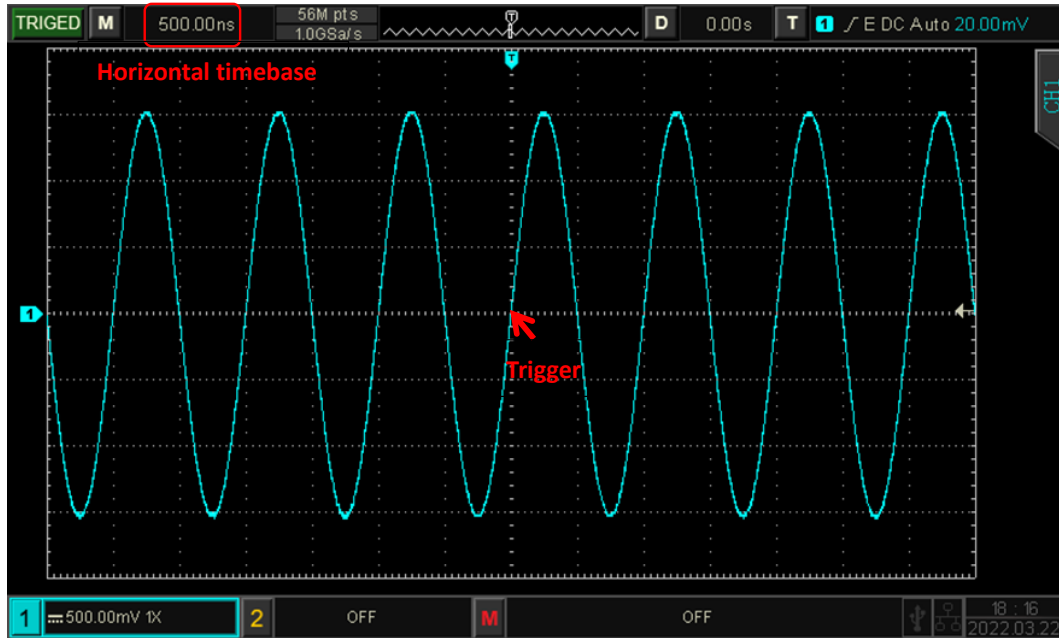 TRIGED M 500.00ns 56M pts D 0.00s T 1 E DC Auto 20.00mV
1.0GSa/s
T
Horizontal timebase
T
CH1
1
Trigger
1 500.00mV 1X 2 OFF M OFF 18 : 16
2022.03.22